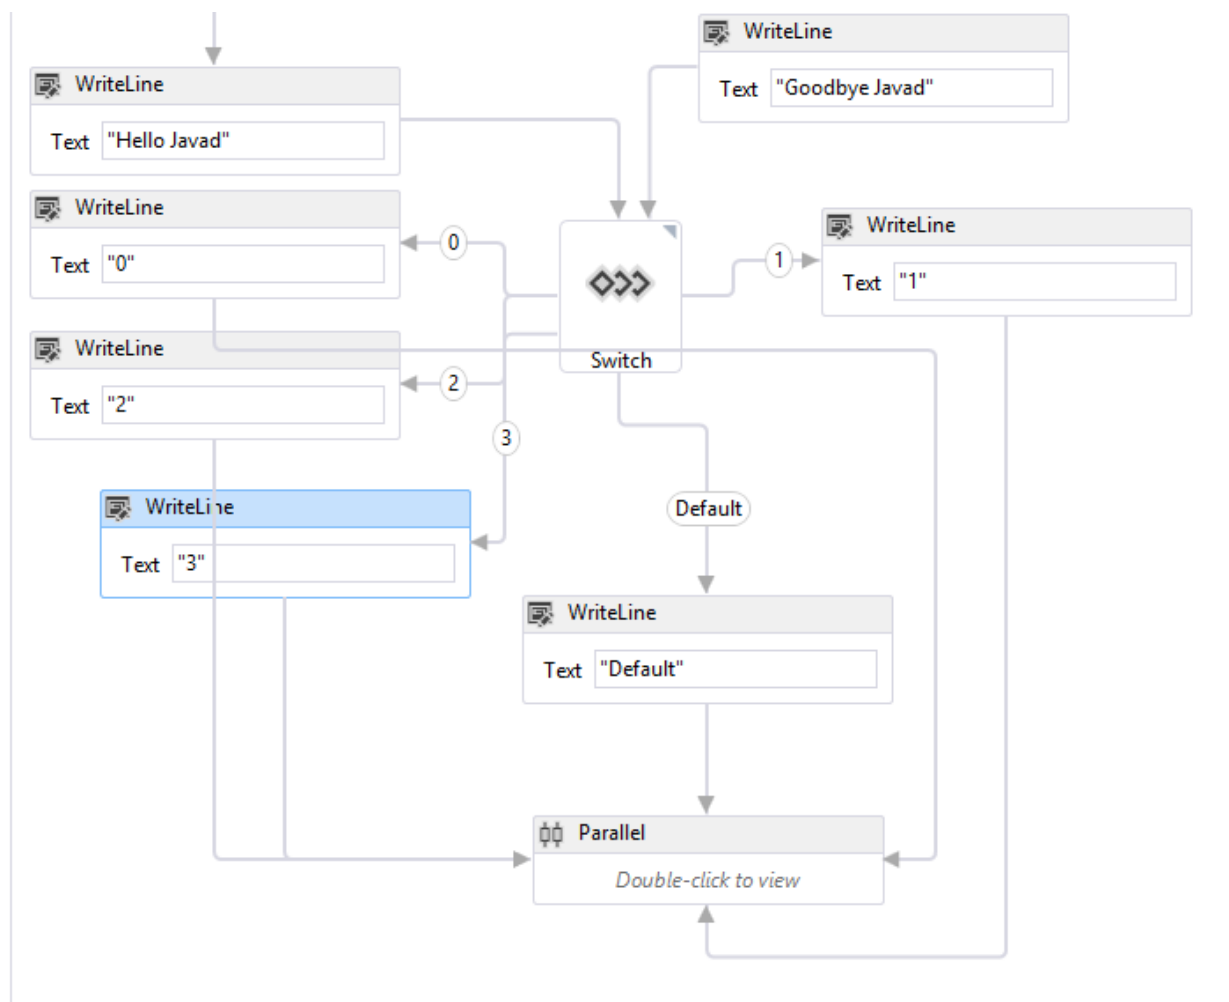 WriteLine
Text "Goodbye Javad"
WriteLine
Text "Hello Javad"
WriteLine
Text "0"
0
1
WriteLine
Text "1"
Switch
WriteLine
Text "2"
2
3
WriteLine
Text "3"
Default
WriteLine
Text "Default"
Parallel
Double-click to view